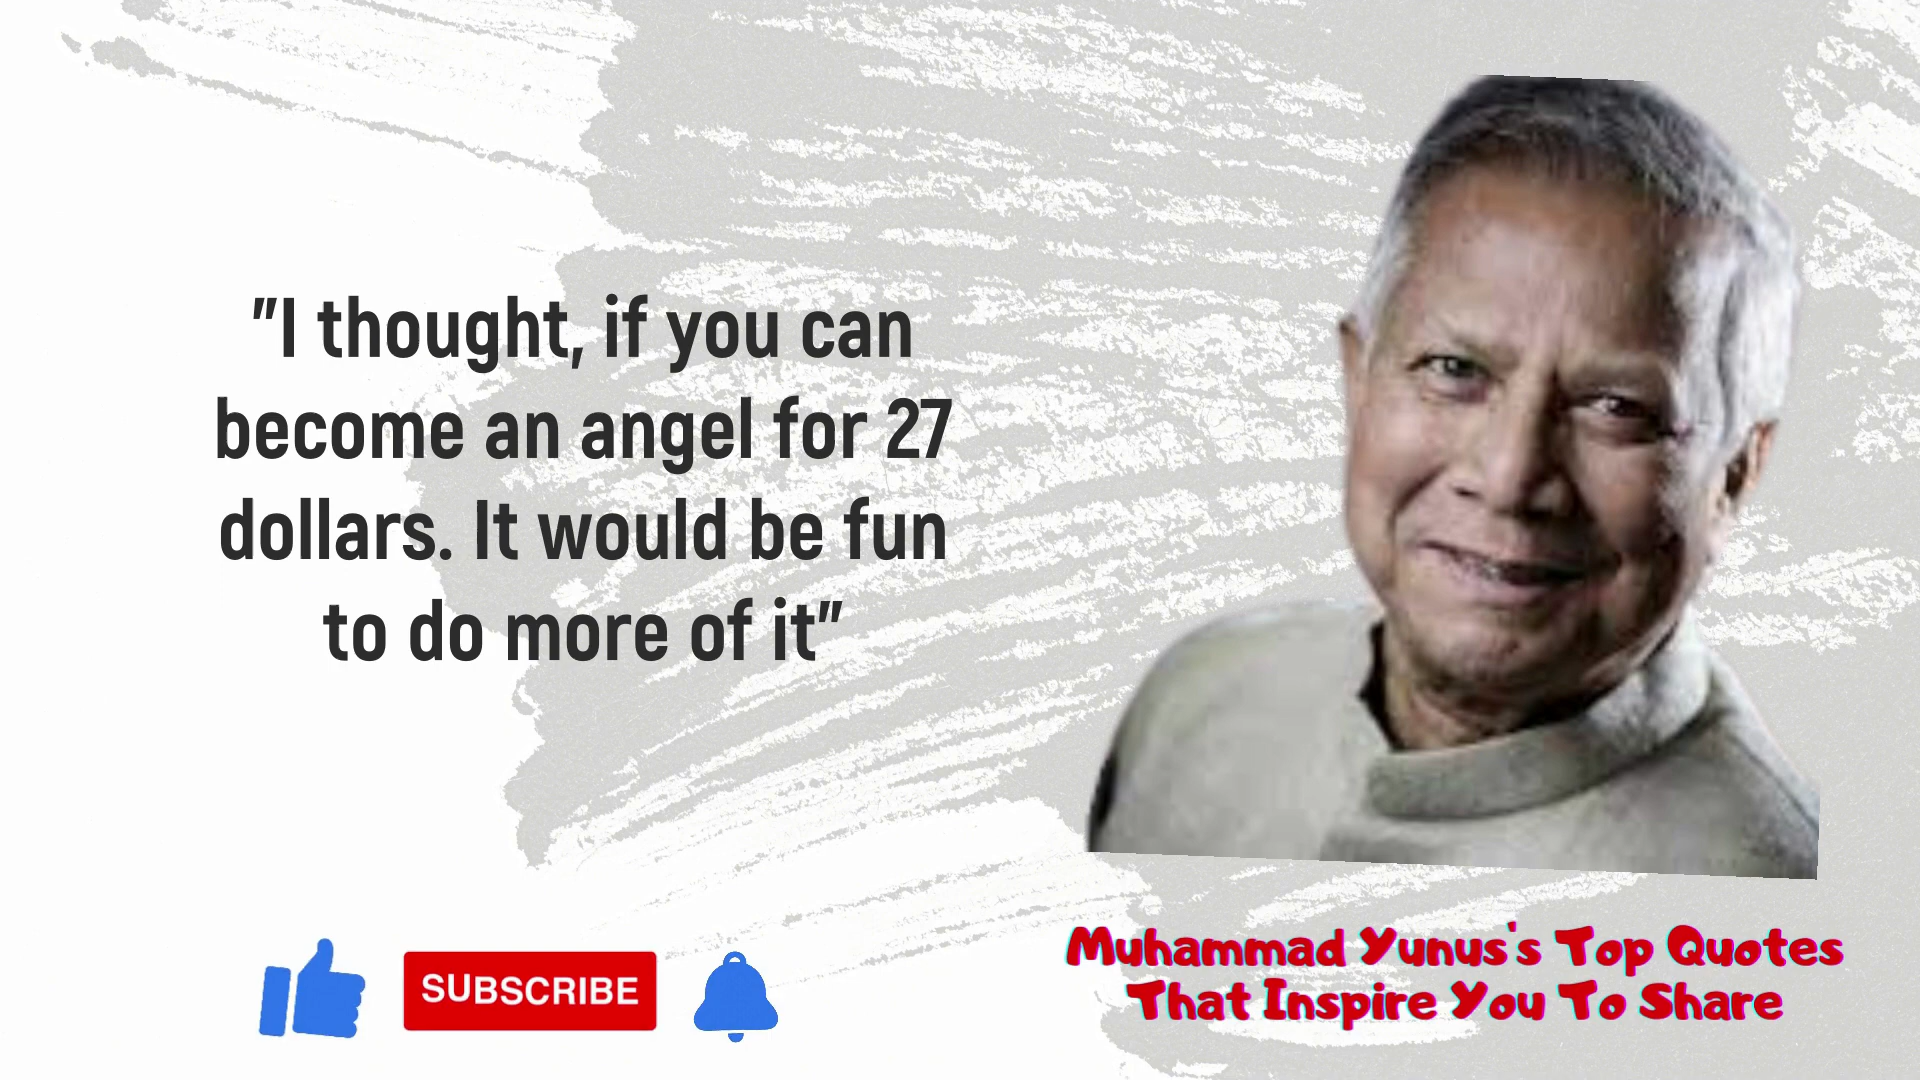 "I thought, if you can
become an angel for 27
dollars. It would be fun
to do more of it"
SUBSCRIBE
Muhammad Yunus's Top Quotes
That Inspire You To Share